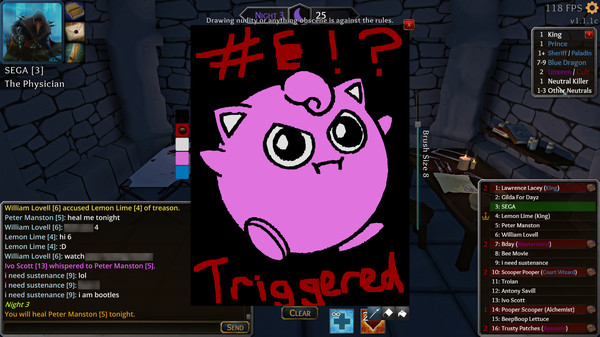 Night 3
25
Drawing nudity or anything obscene is against the rules.
118 FPS
v1.1.1c
SEGA [3]
The Physician
#E!?
1 King
1 Prince
1+ Sheriff / Paladin
7-9 Blue Dragon
2 Unseen / Cult
1 Neutral Killer
1-3 Other Neutrals
Brush Size 8
William Lovell [6] accused Lemon Lime [4] of treason.
Peter Manston [5]: heal me tonight
William Lovell [6]: 4
Lemon Lime [4]: hi 6
Lemon Lime [4]: :D
William Lovell [6]: watch
Ivo Scott [13] whispered to Peter Manston [5].
i need sustenance [9]: lol
i need sustenance [9]:
i need sustenance [9]: i am bootles
Night 3
You will heal Peter Manston [5] tonight.
Send
Triggered
Clear
2 1: Lawrence Lacey (King)
2: Gilda For Dayz
3: SEGA
4: Lemon Lime (King)
5: Peter Manston
6: William Lovell
2 7: Bday
8: Bee Movie
9: i need sustenance
2 10: Scooper Pooper (Court Wizard)
11: Troian
12: Antony Savill
13: Ivo Scott
14: Pooper Scooper (Alchemist)
15: BeepBoop Lettuce
2 16: Trusty Patches